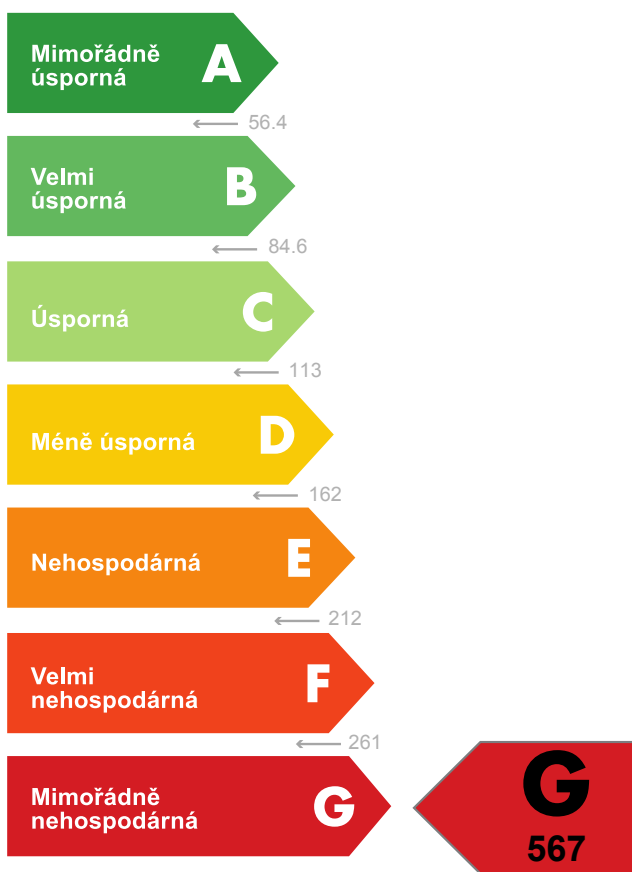 Mimořádně
úsporná
A
56.4
Velmi
úsporná
B
84.6
Úsporná
C
113
Méně úsporná
D
162
Nehospodárná
E
212
Velmi
nehospodárná
F
261
Mimořádně
nehospodárná
G
G
567